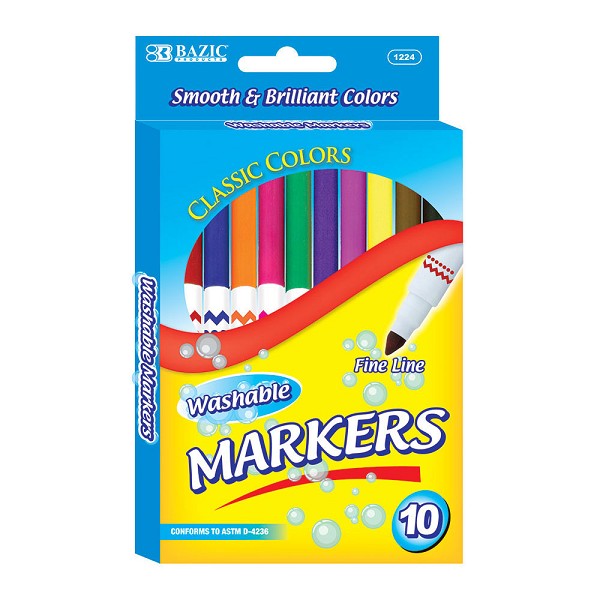 BAZIC
PRODUCTS
1224
Smooth & Brilliant Colors
Washable Markers
CLASSIC COLORS
Washable Markers
Fine Line
Washable
MARKERS
CONFORMS TO ASTM D-4236
10